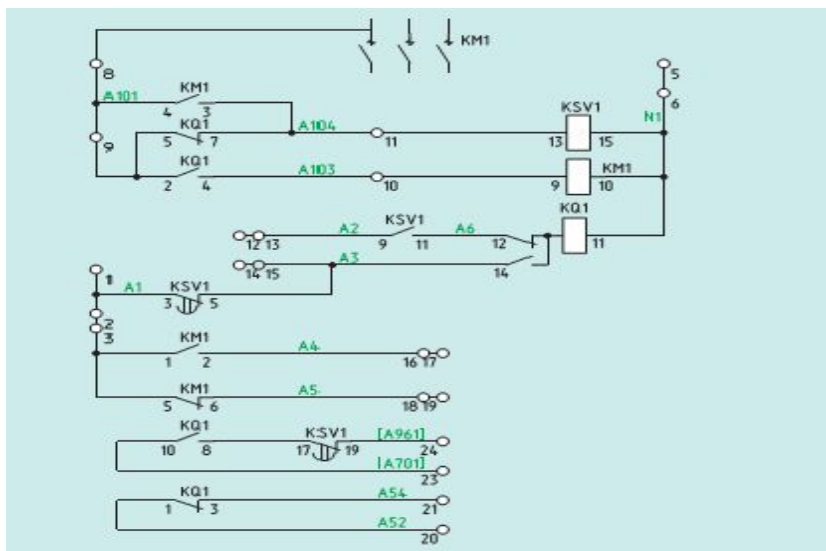 KM1
8
5
A101
KM1
6
4
3
KSV1
N1
KQ1
A104
9
5
7
11
13
15
KQ1
A103
KM1
2
4
10
9
10
KQ1
A2
KSV1
A6
12 13
9
11
12
11
A3
14 15
14
1
A1
KSV1
3
5
2
3
KM1
A4
1
2
16 17
KM1
A5
5
6
18 19
KQ1
KSV1
[A961]
10
8
17
19
24
[A701]
23
KQ1
A54
1
3
21
A52
20